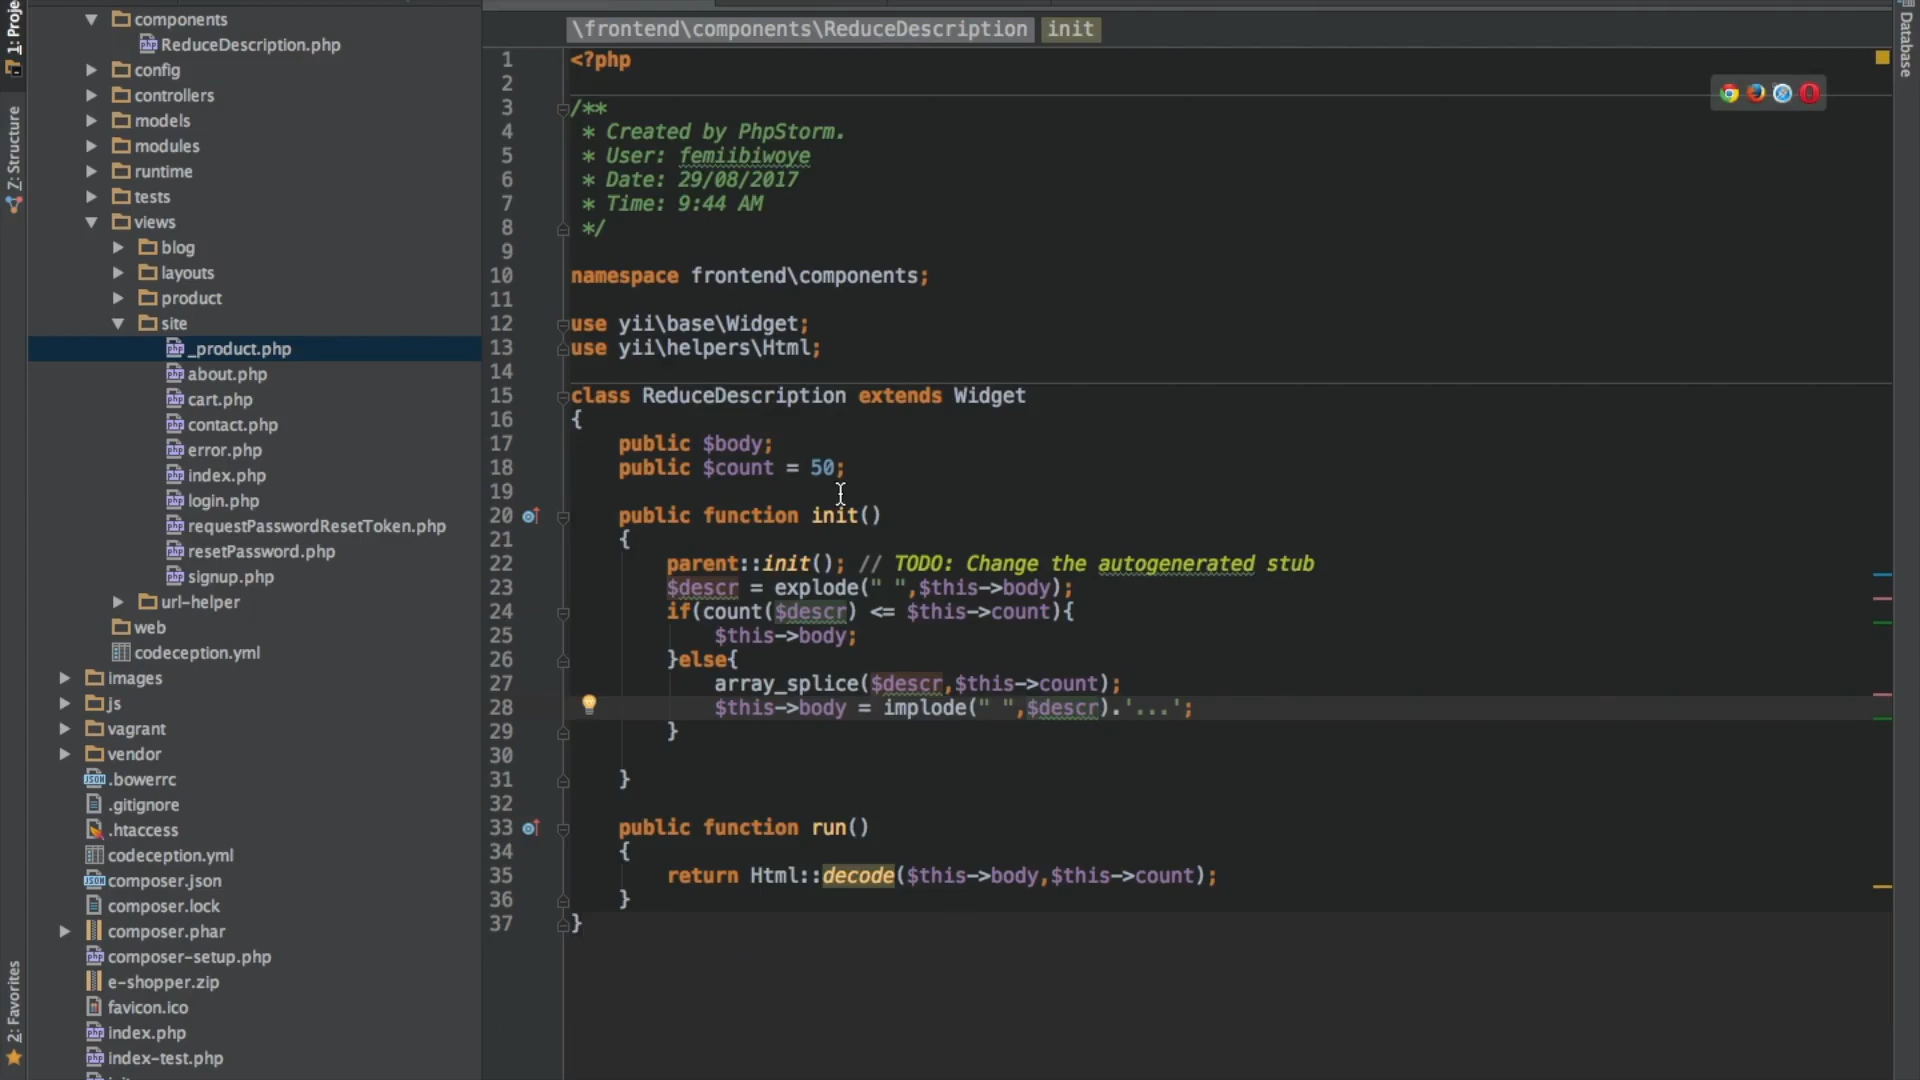 1: Proje
Z: Structure
2: Favorites
components
ReduceDescription.php
config
controllers
models
modules
runtime
tests
views
blog
layouts
product
site
_product.php
about.php
cart.php
contact.php
error.php
index.php
login.php
requestPasswordResetToken.php
resetPassword.php
signup.php
url-helper
web
codeception.yml
images
js
vagrant
vendor
.bowerrc
.gitignore
.htaccess
codeception.yml
composer.json
composer.lock
composer.phar
composer-setup.php
e-shopper.zip
favicon.ico
index.php
index-test.php
\frontend\components\ReduceDescription init
1 <?php
2
3 /**
4 * Created by PhpStorm.
5 * User: femiibiwoye
6 * Date: 29/08/2017
7 * Time: 9:44 AM
8 */
9
10 namespace frontend\components;
11
12 use yii\base\Widget;
13 use yii\helpers\Html;
14
15 class ReduceDescription extends Widget
16 {
17 public $body;
18 public $count = 50;
19
20 public function init()
21 {
22 parent::init(); // TODO: Change the autogenerated stub
23 $descr = explode(" ",$this->body);
24 if(count($descr) <= $this->count){
25 $this->body;
26 }else{
27 array_splice($descr,$this->count);
28 $this->body = implode(" ",$descr).'...';
29 }
30
31 }
32
33 public function run()
34 {
35 return Html::decode($this->body,$this->count);
36 }
37 }
Database